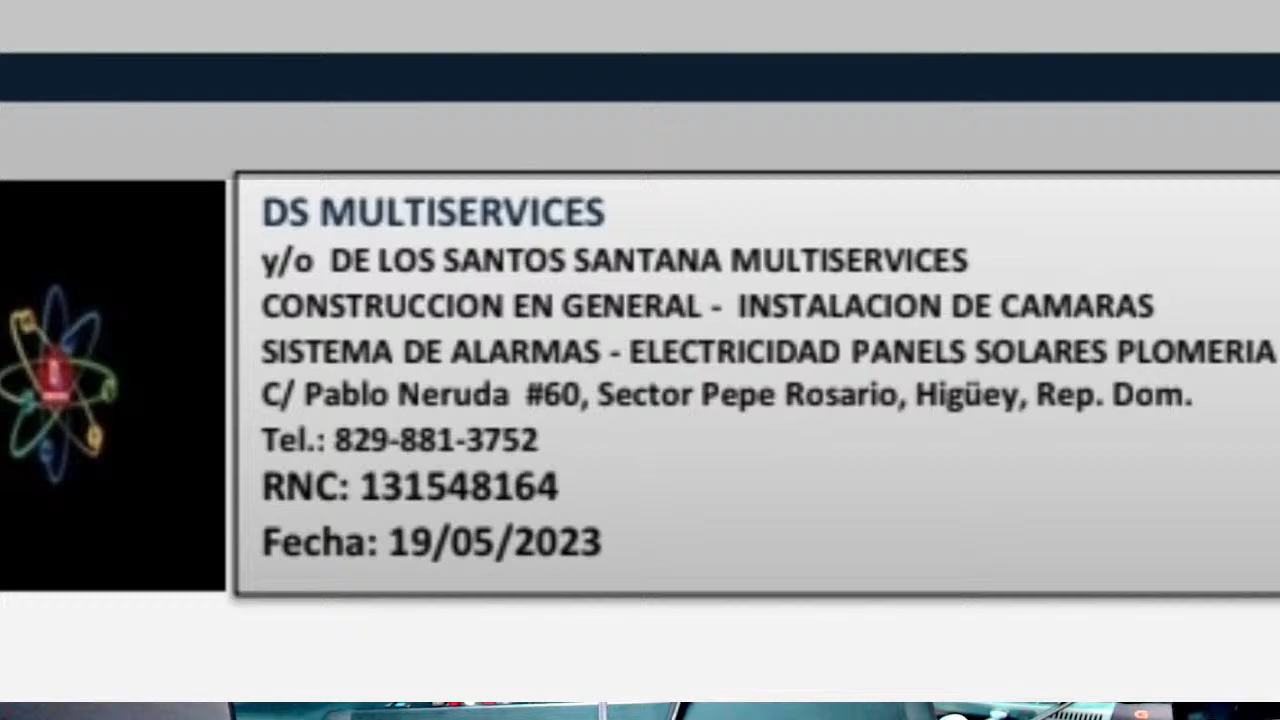 DS MULTISERVICES
y/o DE LOS SANTOS SANTANA MULTISERVICES
CONSTRUCCION EN GENERAL - INSTALACION DE CAMARAS
SISTEMA DE ALARMAS - ELECTRICIDAD PANELS SOLARES PLOMERIA
C/ Pablo Neruda #60, Sector Pepe Rosario, Higüey, Rep. Dom.
Tel.: 829-881-3752
RNC: 131548164
Fecha: 19/05/2023